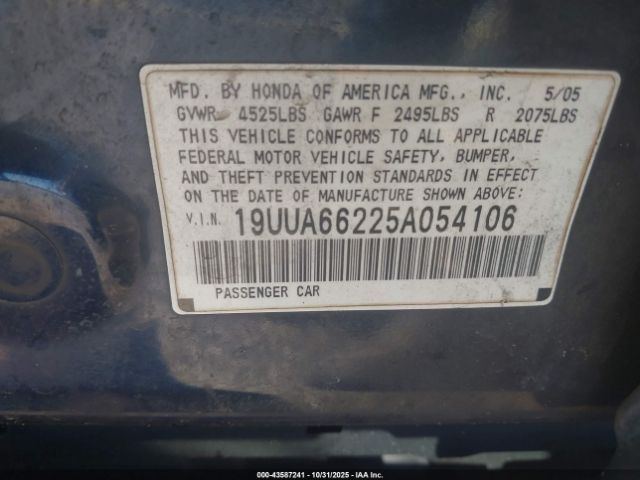 MFD. BY HONDA OF AMERICA MFG., INC. 5/05
GVWR 4525LBS GAWR F 2495LBS R 2075LBS
THIS VEHICLE CONFORMS TO ALL APPLICABLE
FEDERAL MOTOR VEHICLE SAFETY, BUMPER,
AND THEFT PREVENTION STANDARDS IN EFFECT
ON THE DATE OF MANUFACTURE SHOWN ABOVE:
V.I.N. 19UUA66225A054106
PASSENGER CAR
000-43587241 - 10/31/2025 - IAA Inc.